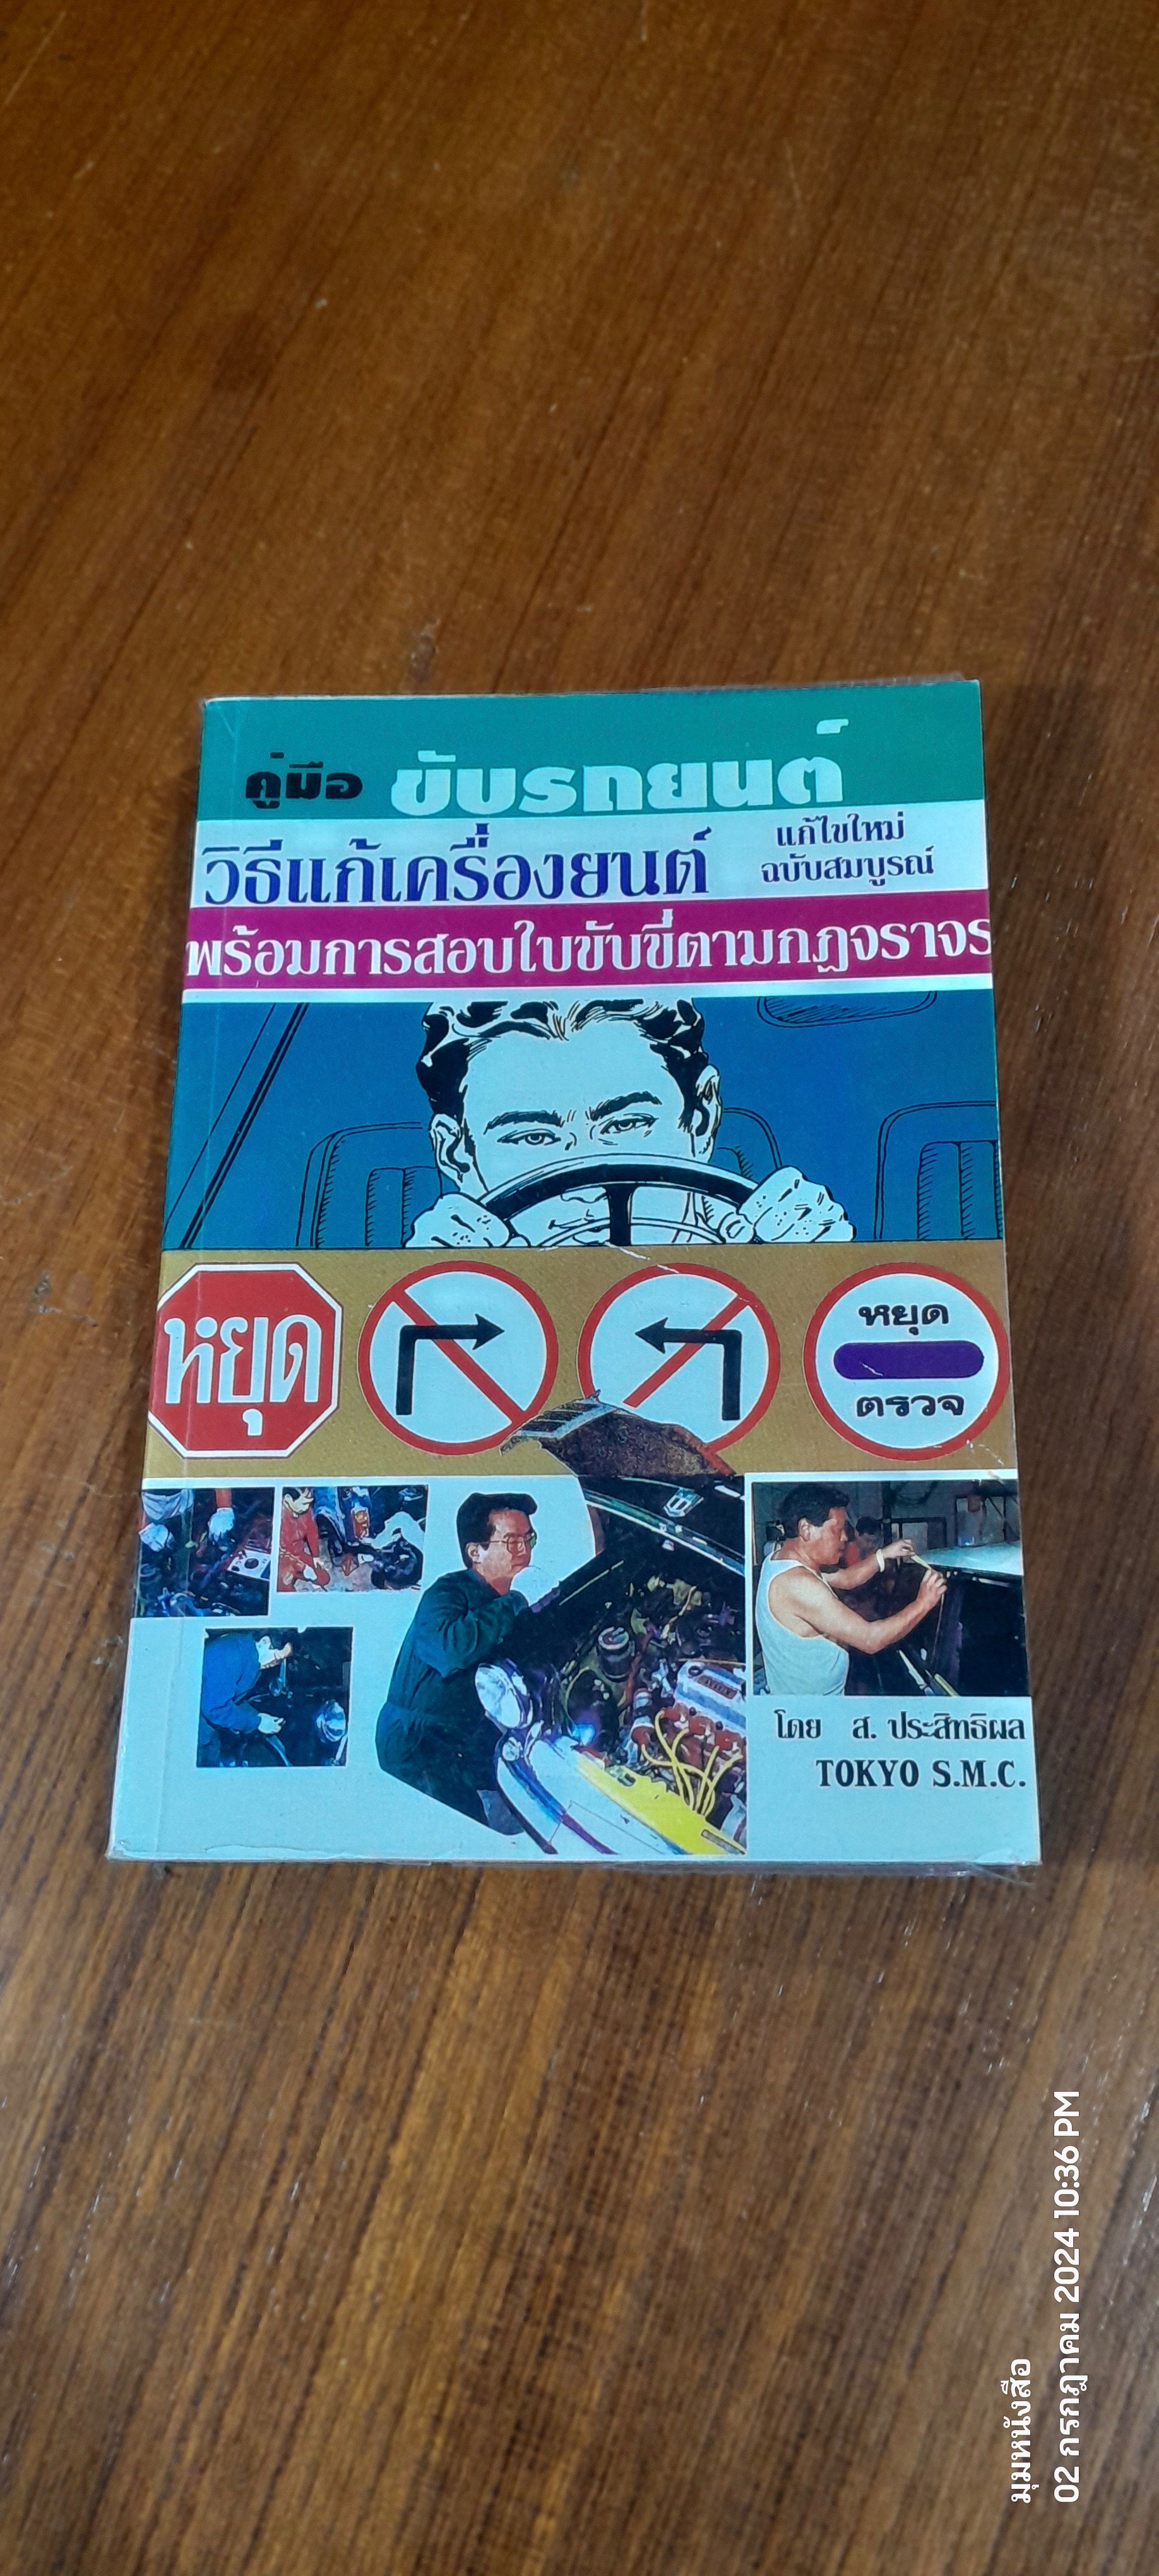 คู่มือ ขับรถยนต์
วิธีแก้เครื่องยนต์
แก้ไขใหม่
ฉบับสมบูรณ์
พร้อมการสอบใบขับขี่ตามกฎจราจร
หยุด
หยุด
ตรวจ
โดย ส. ประสิทธิผล
TOKYO S.M.C.
มุมหนังสือ
02 กรกฎาคม 2024 10:36 PM